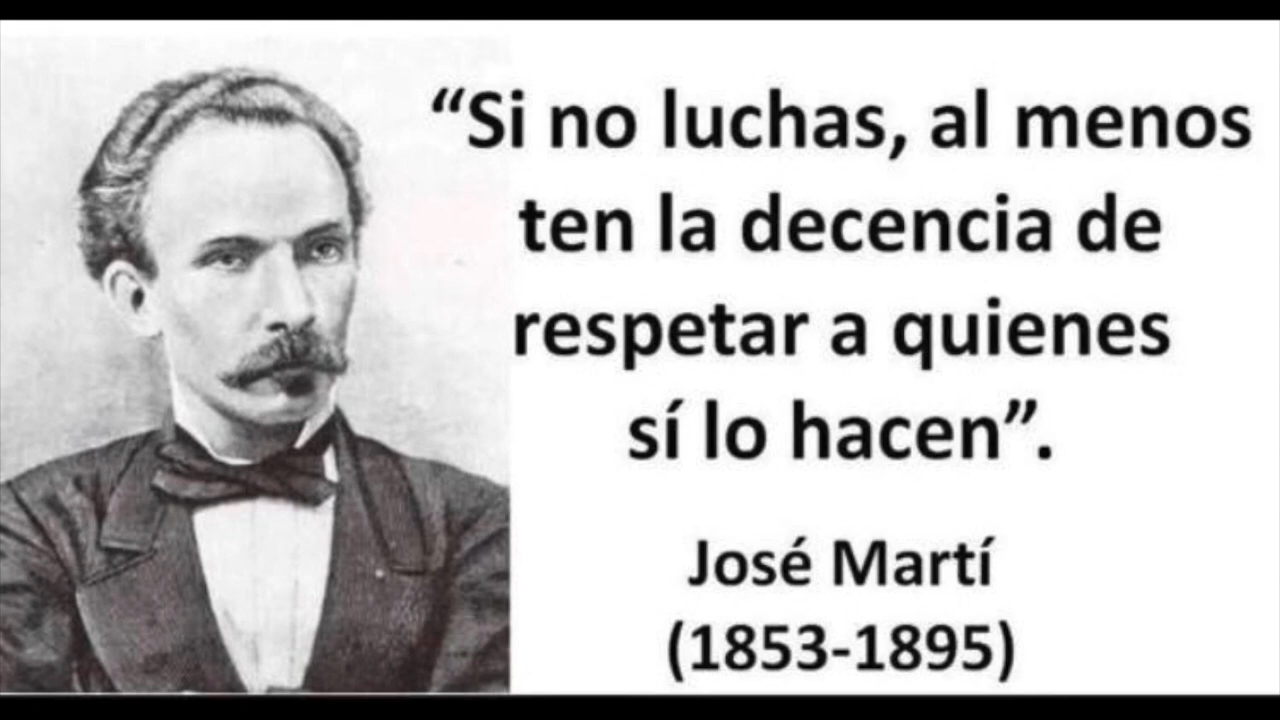 “Si no luchas, al menos
ten la decencia de
respetar a quienes
sí lo hacen”.
José Martí
(1853-1895)